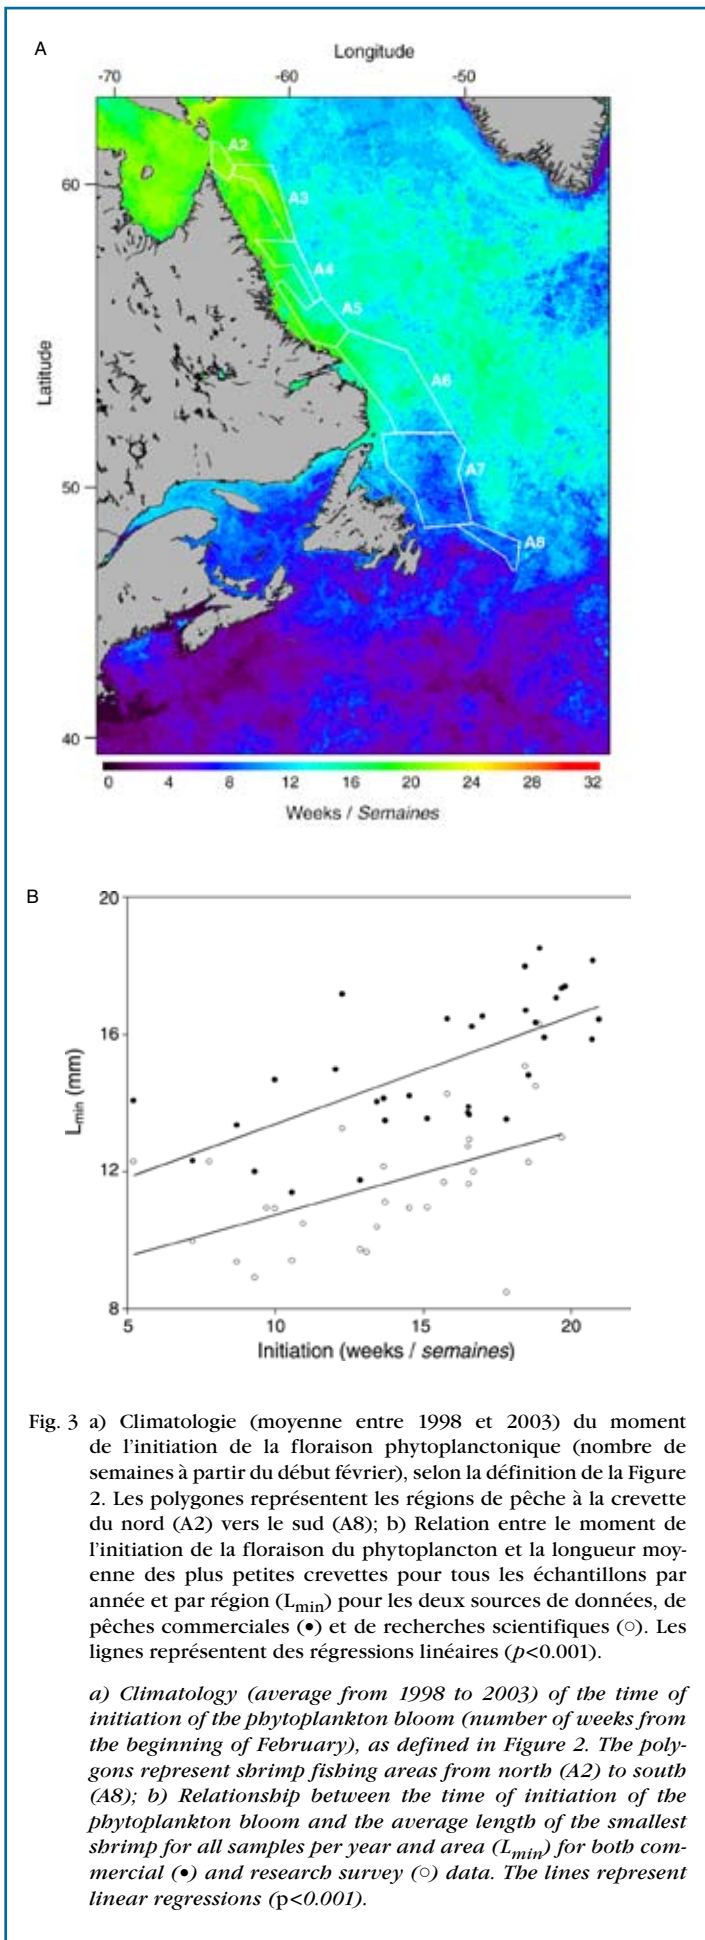 A
Longitude
-70 -60 -50
A2
60
A3
A4
A5
Latitude
A6
A7
50
A8
40
0 4 8 12 16 20 24 28 32
Weeks / Semaines
B
20
16
Lmin (mm)
12
8
5 10 15 20
Initiation (weeks / semaines)
Fig. 3 a) Climatologie (moyenne entre 1998 et 2003) du moment
de l'initiation de la floraison phytoplanctonique (nombre de
semaines à partir du début février), selon la définition de la Figure
2. Les polygones représentent les régions de pêche à la crevette
du nord (A2) vers le sud (A8); b) Relation entre le moment de
l'initiation de la floraison du phytoplancton et la longueur moy-
enne des plus petites crevettes pour tous les échantillons par
année et par région (Lmin) pour les deux sources de données, de
pêches commerciales (●) et de recherches scientifiques (○). Les
lignes représentent des régressions linéaires (p<0.001).
a) Climatology (average from 1998 to 2003) of the time of
initiation of the phytoplankton bloom (number of weeks from
the beginning of February), as defined in Figure 2. The poly-
gons represent shrimp fishing areas from north (A2) to south
(A8); b) Relationship between the time of initiation of the
phytoplankton bloom and the average length of the smallest
shrimp for all samples per year and area (Lmin) for both com-
mercial (●) and research survey (○) data. The lines represent
linear regressions (p<0.001).